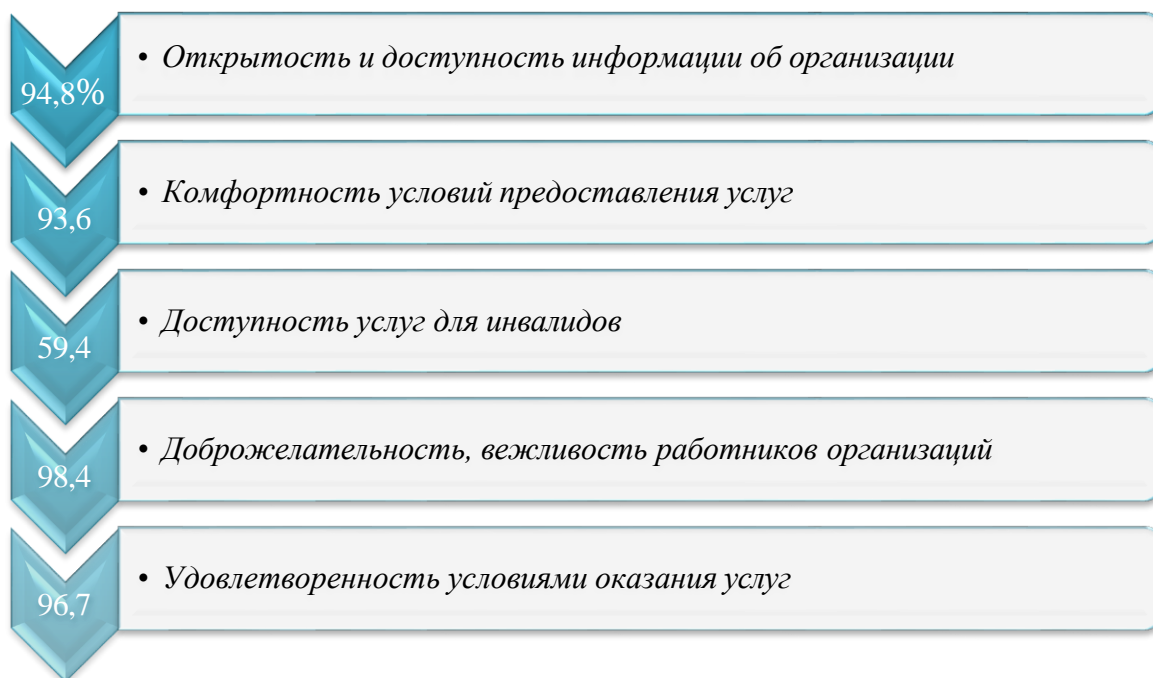 94,8%
• Открытость и доступность информации об организации
93,6
• Комфортность условий предоставления услуг
59,4
• Доступность услуг для инвалидов
98,4
• Доброжелательность, вежливость работников организаций
96,7
• Удовлетворенность условиями оказания услуг